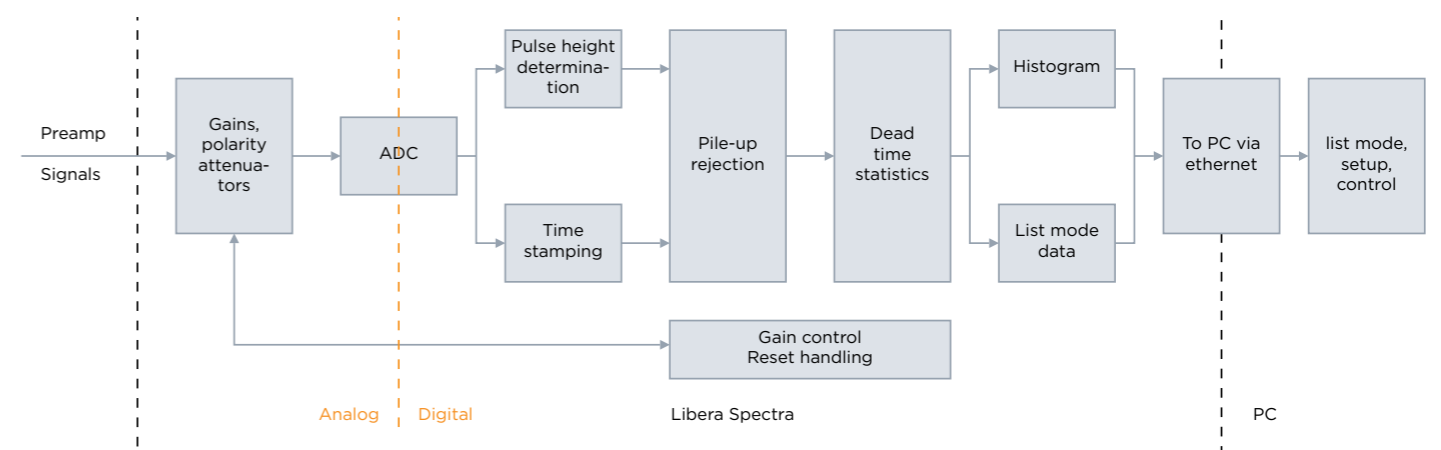 Preamp
Signals
Gains,
polarity
attenua-
tors
ADC
Pulse height
determina-
tion
Time
stamping
Pile-up
rejection
Dead
time
statistics
Histogram
List mode
data
To PC via
ethernet
list mode,
setup,
control
Gain control
Reset handling
Analog
Digital
Libera Spectra
PC